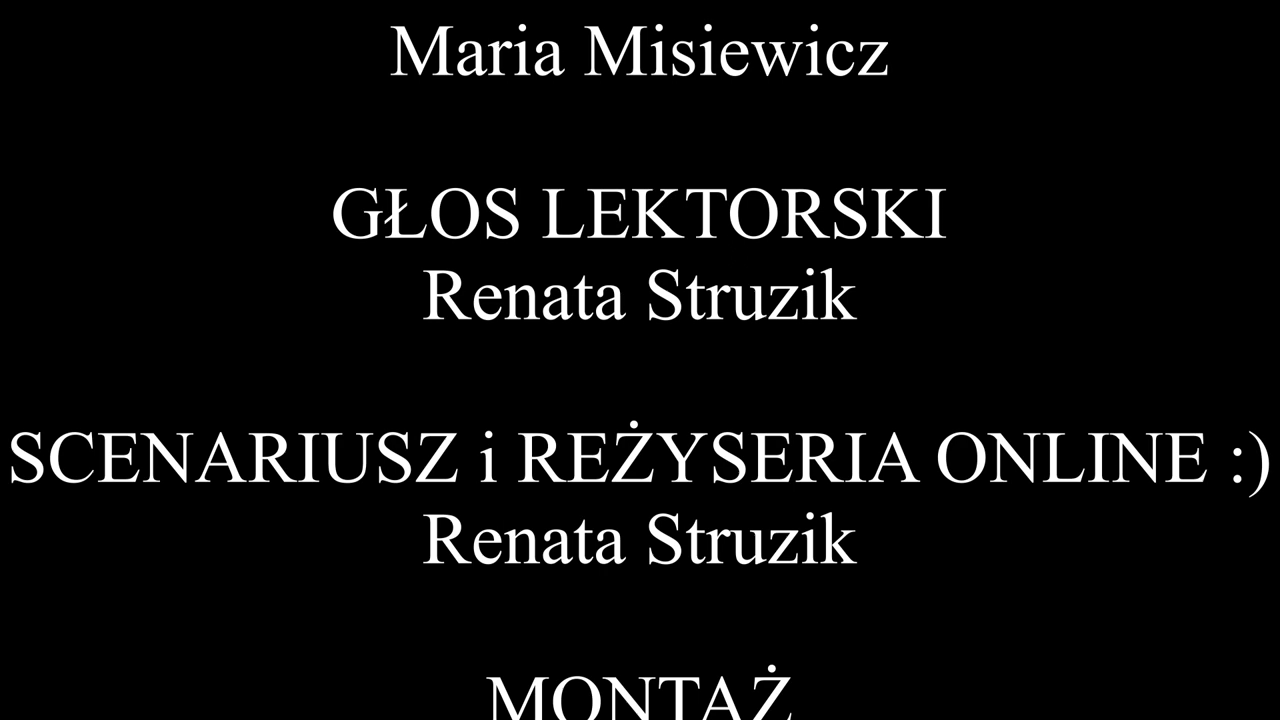 Maria Misiewicz
GŁOS LEKTORSKI
Renata Struzik
SCENARIUSZ i REŻYSERIA ONLINE :)
Renata Struzik
MONTAŻ